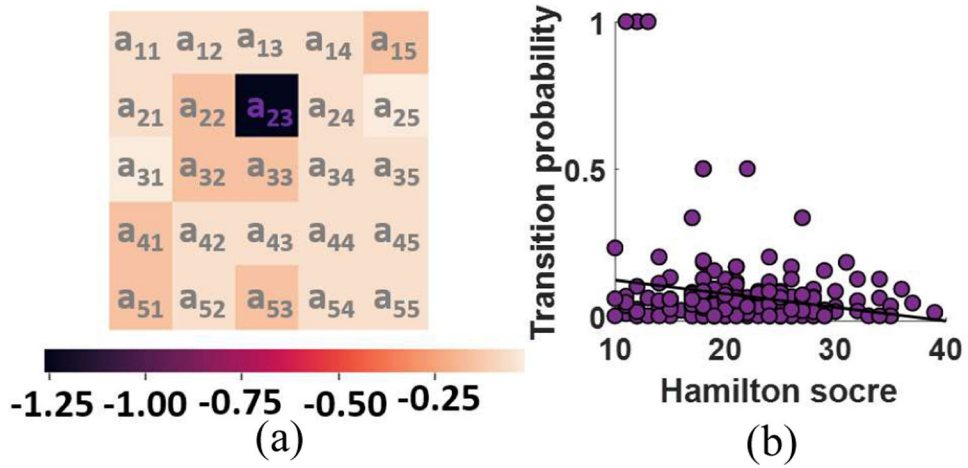 a11 a12 a13 a14 a15
a21 a22 a23 a24 a25
a31 a32 a33 a34 a35
a41 a42 a43 a44 a45
a51 a52 a53 a54 a55
-1.25 -1.00 -0.75 -0.50 -0.25
(a)
Transition probability
1
0.5
0
10 20 30 40
Hamilton socre
(b)